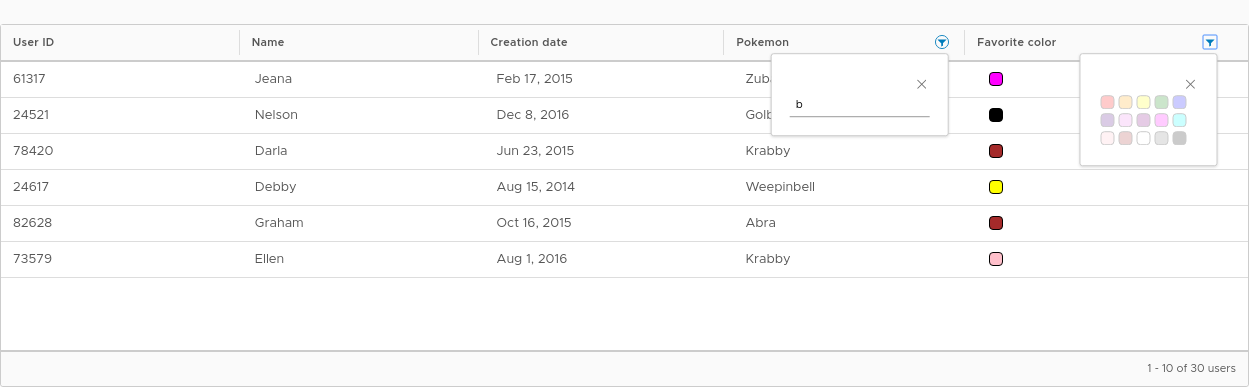 User ID Name Creation date Pokemon Favorite color
61317 Jeana Feb 17, 2015
24521 Nelson Dec 8, 2016
b
78420 Darla Jun 23, 2015 Krabby
24617 Debby Aug 15, 2014 Weepinbell
82628 Graham Oct 16, 2015 Abra
73579 Ellen Aug 1, 2016 Krabby
1 - 10 of 30 users